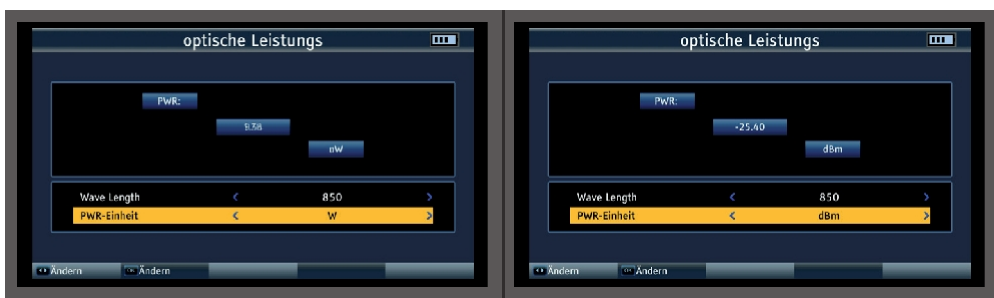 optische Leistungs
PWR:
9.38
nW
Wave Length < 850 >
PWR-Einheit < W >
Ändern Ändern
optische Leistungs
PWR:
-25.40
dBm
Wave Length < 850 >
PWR-Einheit < dBm >
Ändern Ändern